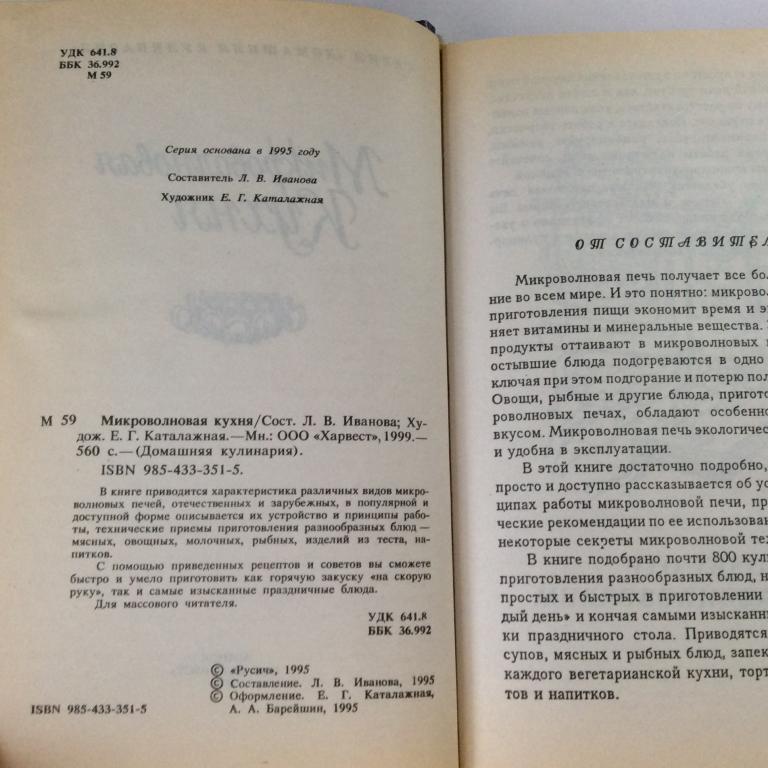 УДК 641.8
ББК 36.992
М 59
Серия основана в 1995 году
Составитель Л. В. Иванова
Художник Е. Г. Каталажная
М 59 Микроволновая кухня/Сост. Л. В. Иванова; Ху-
дож. Е. Г. Каталажная.—Мн.: ООО «Харвест», 1999.—
560 с.— (Домашняя кулинария).
ISBN 985-433-351-5.
В книге приводится характеристика различных видов микро-
волновых печей, отечественных и зарубежных, в популярной и
доступной форме описывается их устройство и принципы рабо-
ты, технические приемы приготовления разнообразных блюд —
мясных, овощных, молочных, рыбных, изделий из теста, на-
питков.
С помощью приведенных рецептов и советов вы сможете
быстро и умело приготовить как горячую закуску «на скорую
руку», так и самые изысканные праздничные блюда.
Для массового читателя.
УДК 641.8
ББК 36.992
© «Русич», 1995
© Составление. Л. В. Иванова, 1995
© Оформление. Е. Г. Каталажная,
А. А. Барейшин, 1995
ISBN 985-433-351-5
ОТ СОСТАВИТЕЛ
Микроволновая печь получает все бол
ние во всем мире. И это понятно: микровол
приготовления пищи экономит время и э
няет витамины и минеральные вещества.
продукты оттаивают в микроволновых
остывшие блюда подогреваются в одно
ключая при этом подгорание и потерю пол
Овощи, рыбные и другие блюда, пригото
роволновых печах, обладают особенно
вкусом. Микроволновая печь экологичес
и удобна в эксплуатации.
В этой книге достаточно подробно,
просто и доступно рассказывается об ус
ципах работы микроволновой печи, пр
ческие рекомендации по ее использован
некоторые секреты микроволновой тех
В книге подобрано почти 800 кул
приготовления разнообразных блюд, н
простых и быстрых в приготовлении
дый день» и кончая самыми изысканны
ки праздничного стола. Приводятся
супов, мясных и рыбных блюд, запек
каждого вегетарианской кухни, торт
тов и напитков.